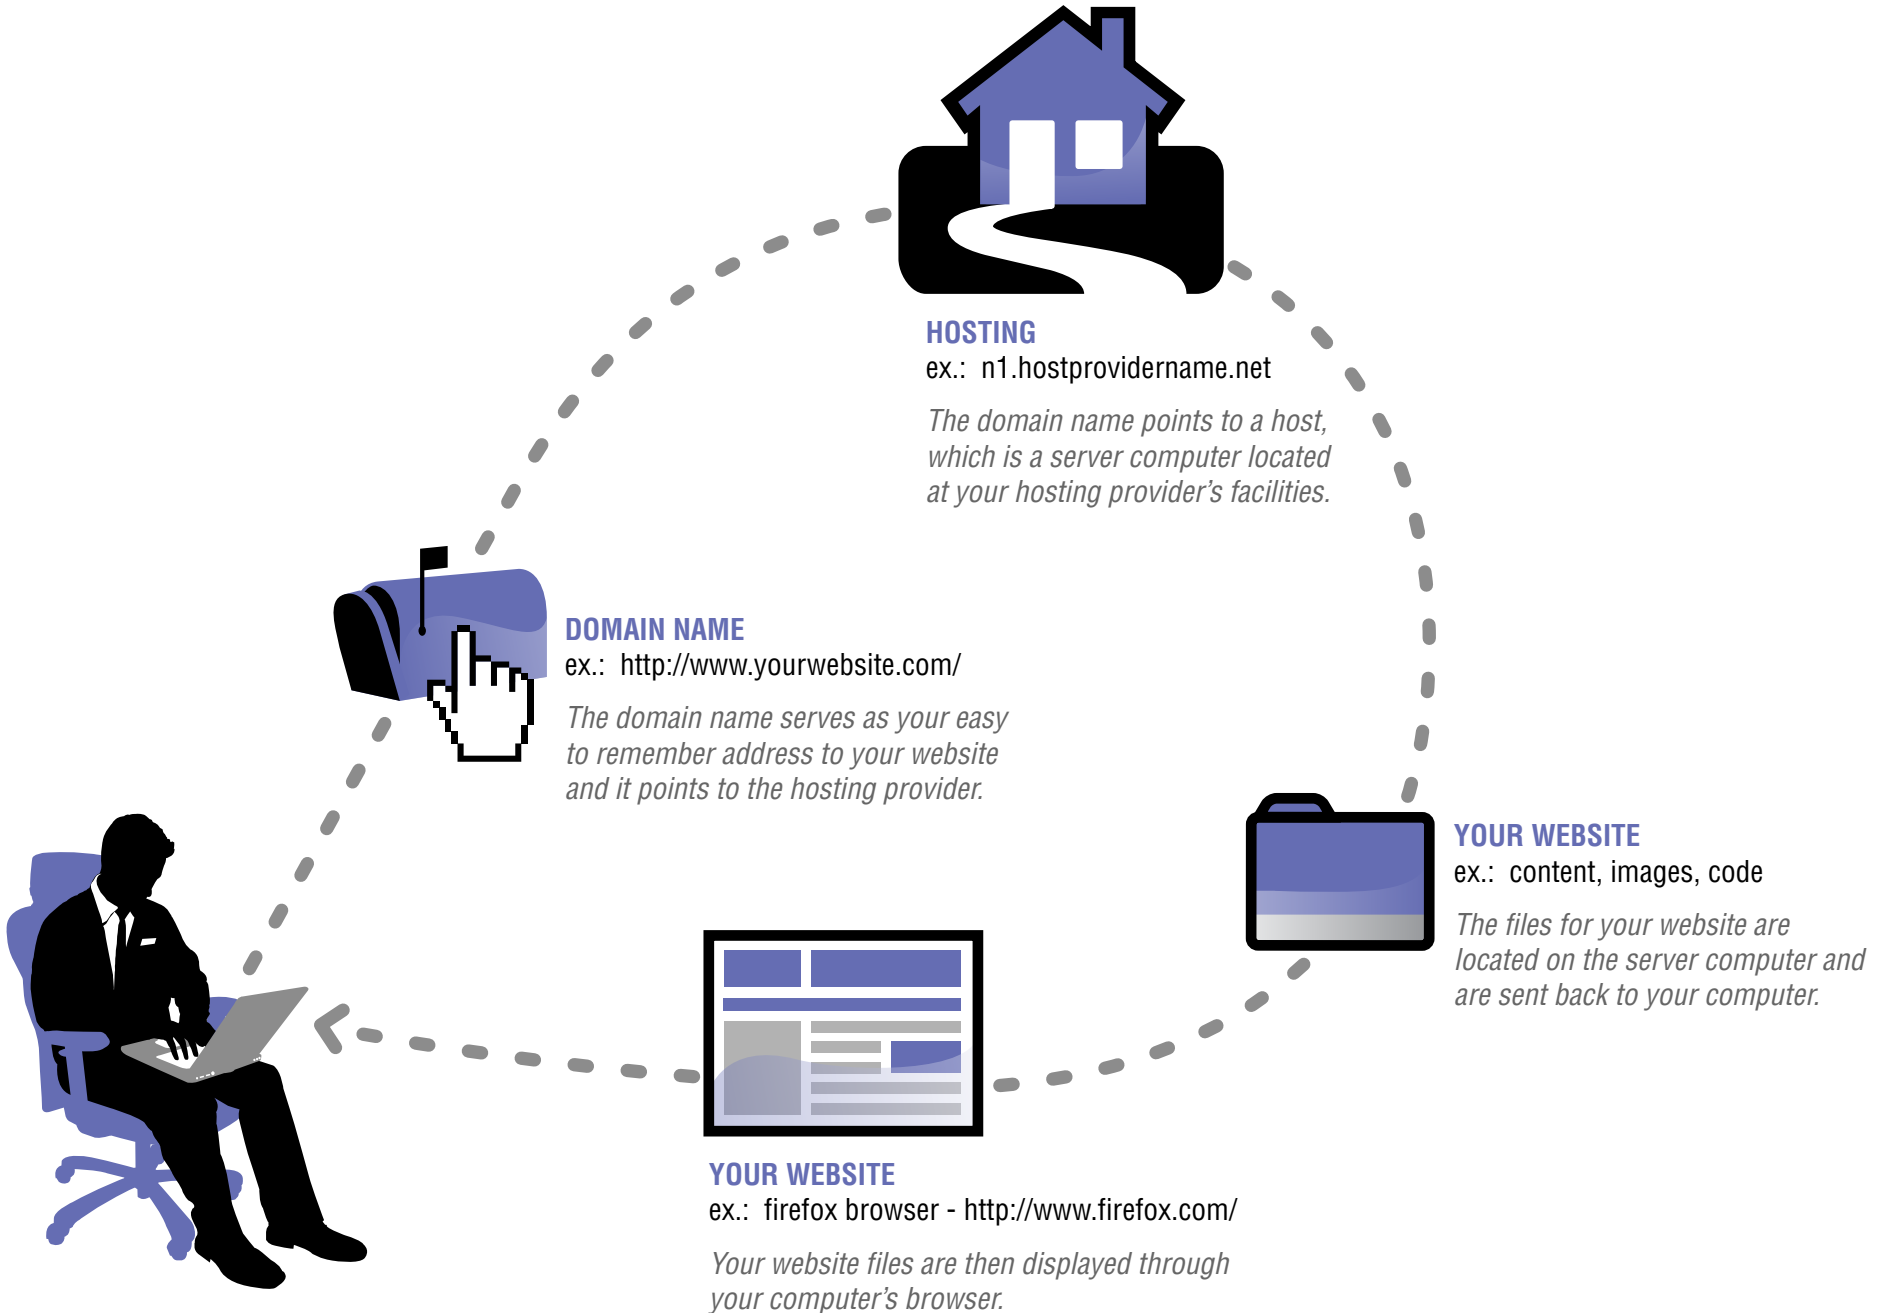 HOSTING
ex.: n1.hostprovidername.net
The domain name points to a host,
which is a server computer located
at your hosting provider's facilities.
DOMAIN NAME
ex.: http://www.yourwebsite.com/
The domain name serves as your easy
to remember address to your website
and it points to the hosting provider.
YOUR WEBSITE
ex.: content, images, code
The files for your website are
located on the server computer and
are sent back to your computer.
YOUR WEBSITE
ex.: firefox browser - http://www.firefox.com/
Your website files are then displayed through
your computer's browser.